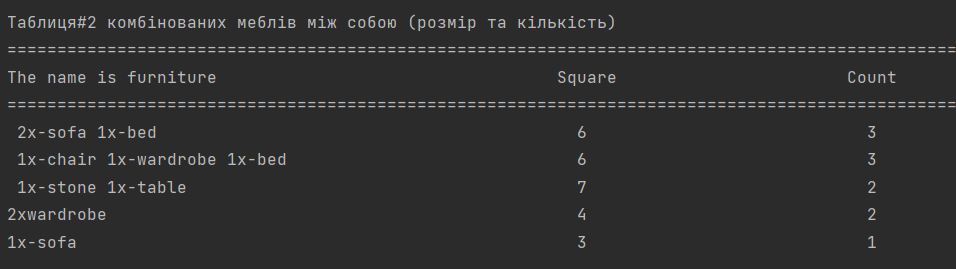 Таблиця#2 комбінованих меблів між собою (розмір та кількість)
===============================================================================================
The name is furniture Square Count
===============================================================================================
2x-sofa 1x-bed 6 3
1x-chair 1x-wardrobe 1x-bed 6 3
1x-stone 1x-table 7 2
2xwardrobe 4 2
1x-sofa 3 1